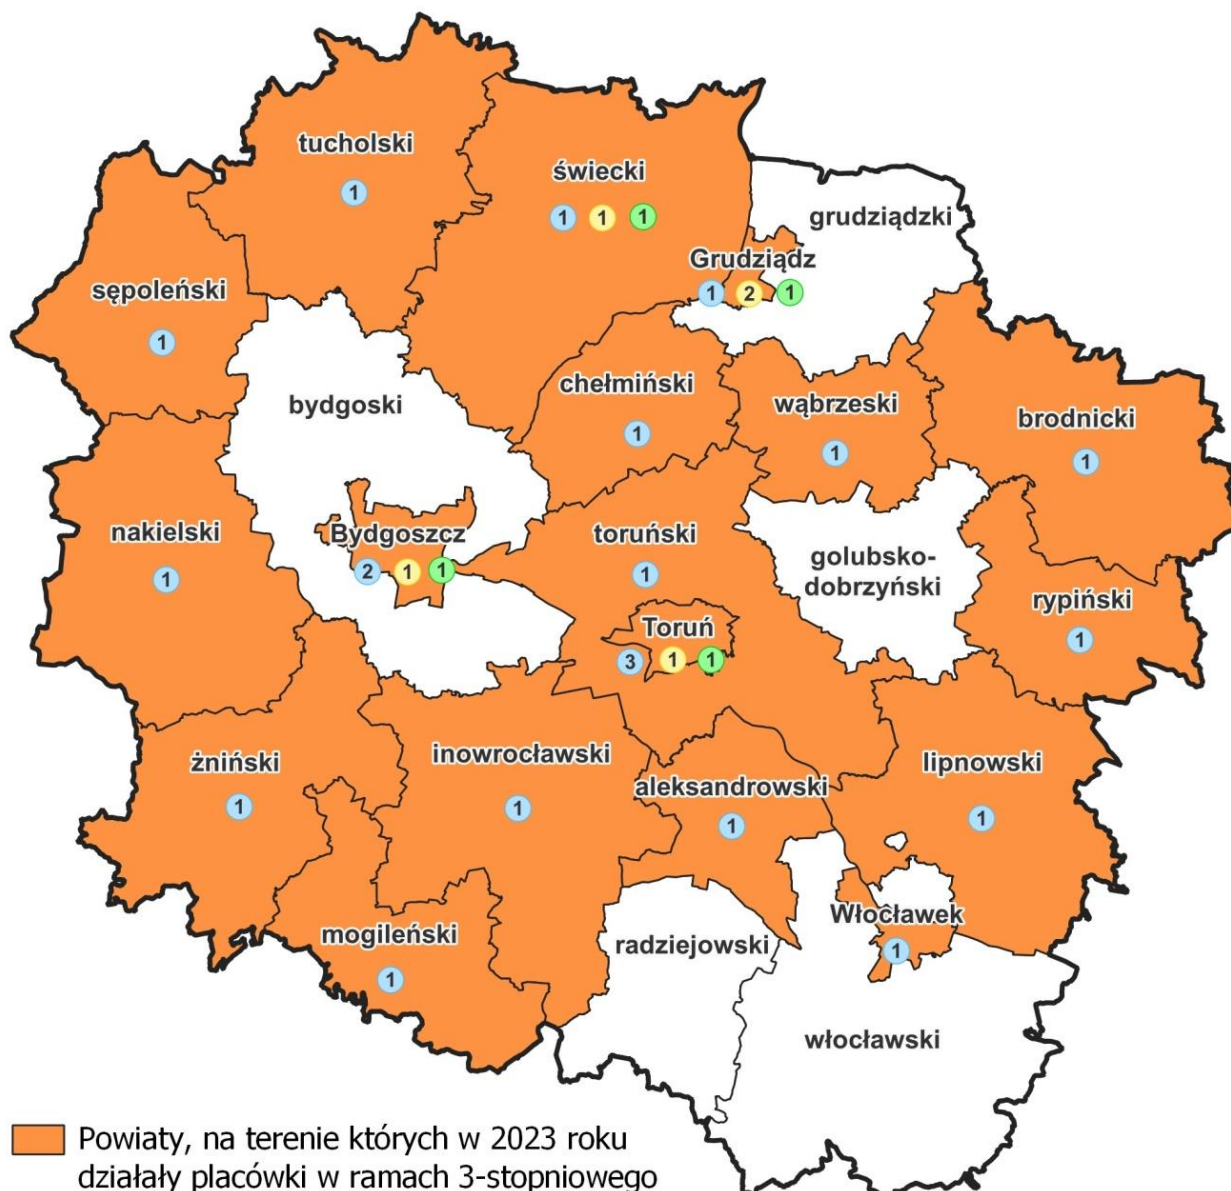 tucholski
1
świecki
1 1 1
grudziądzki
Grudziądz
1 2 1
sępoleński
1
bydgoski
chełmiński
1
wąbrzeski
1
brodnicki
1
nakielski
1
Bydgoszcz
2 1 1
toruński
1
golubsko-
dobrzyński
rypiński
1
Toruń
3 1 1
żniński
1
inowrocławski
1
aleksandrowski
1
lipnowski
1
mogileński
1
radziejowski
Włocławek
1
włocławski
Powiaty, na terenie których w 2023 roku
działały placówki w ramach 3-stopniowego